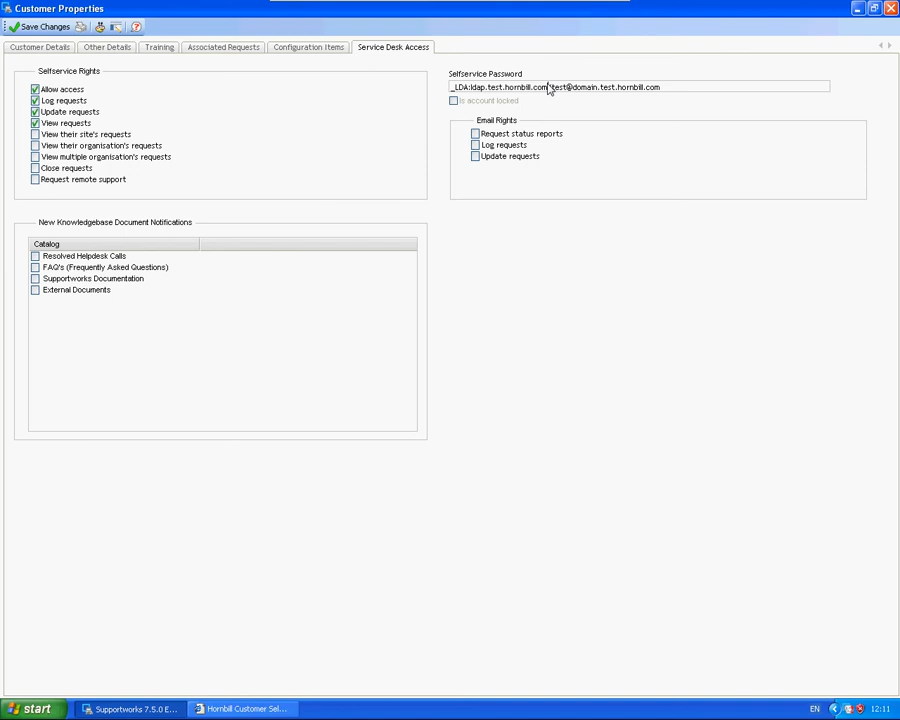 Customer Properties
Save Changes
Customer Details
Other Details
Training
Associated Requests
Configuration Items
Service Desk Access
Selfservice Rights
Allow access
Log requests
Update requests
View requests
View their site's requests
View their organisation's requests
View multiple organisation's requests
Close requests
Request remote support
Selfservice Password
_LDA:ldap.test.hornbill.com
test@domain.test.hornbill.com
Is account locked
Email Rights
Request status reports
Log requests
Update requests
New Knowledgebase Document Notifications
Catalog
Resolved Helpdesk Calls
FAQ's (Frequently Asked Questions)
Supportworks Documentation
External Documents
start
Supportworks 7.5.0 E...
Hornbill Customer Sel...
EN
12:11